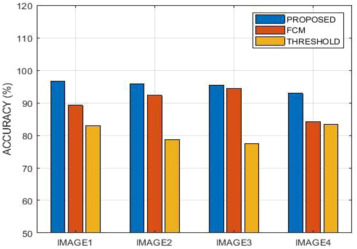 120
110
100
90
80
70
60
50
ACCURACY (%)
PROPOSED
FCM
THRESHOLD
IMAGE1 IMAGE2 IMAGE3 IMAGE4